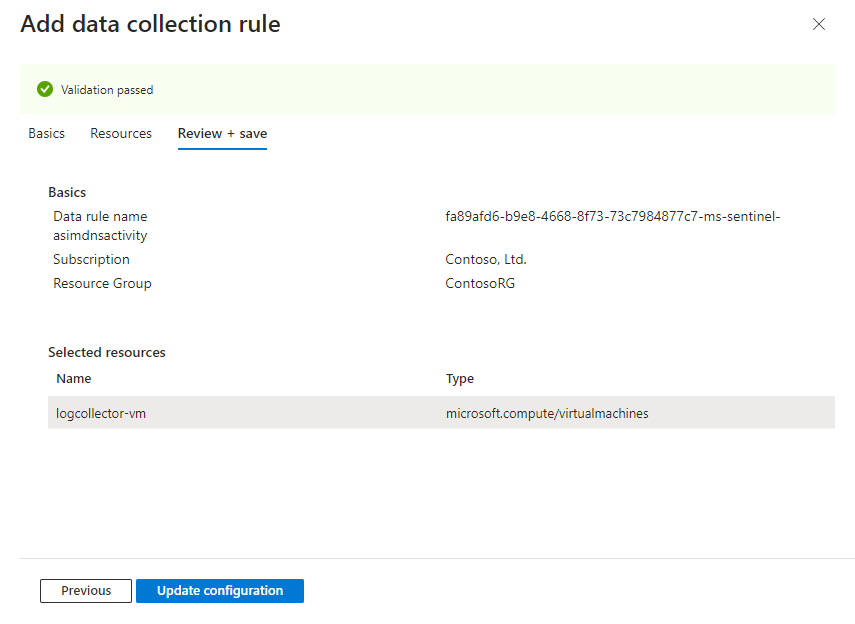 Add data collection rule
Validation passed
Basics Resources Review + save
Basics
Data rule name fa89afd6-b9e8-4668-8f73-73c7984877c7-ms-sentinel-
asimdnsactivity
Subscription Contoso, Ltd.
Resource Group ContosoRG
Selected resources
Name Type
logcollector-vm microsoft.compute/virtualmachines
Previous Update configuration